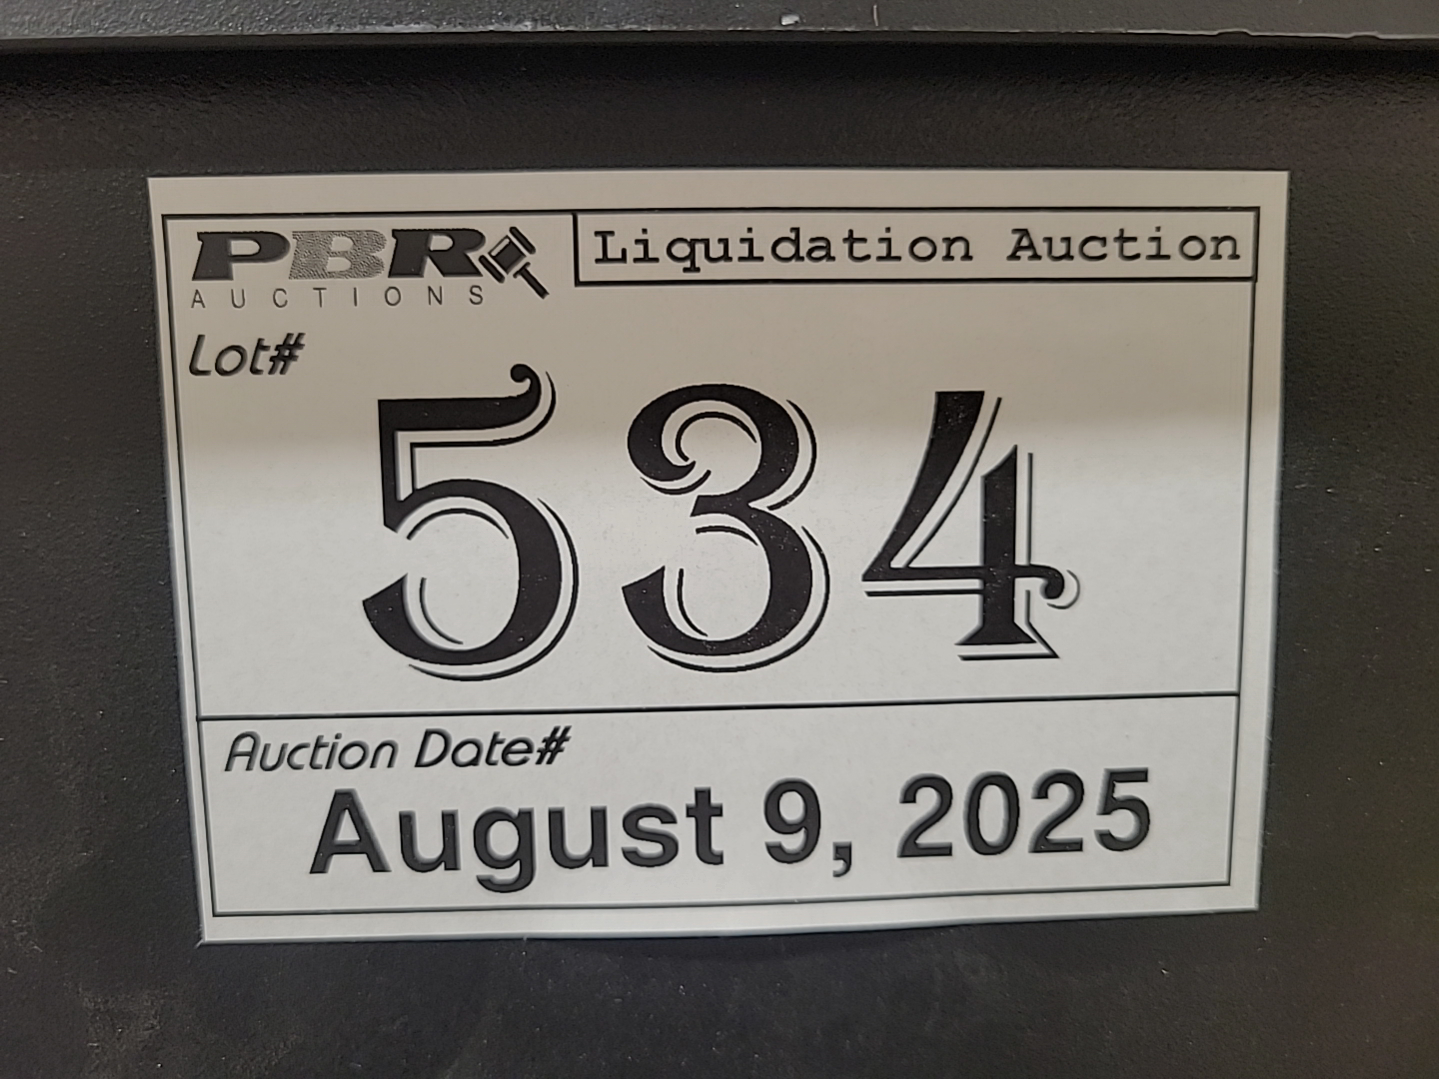 PBR
AUCTIONS
Liquidation Auction
Lot#
534
Auction Date#
August 9, 2025